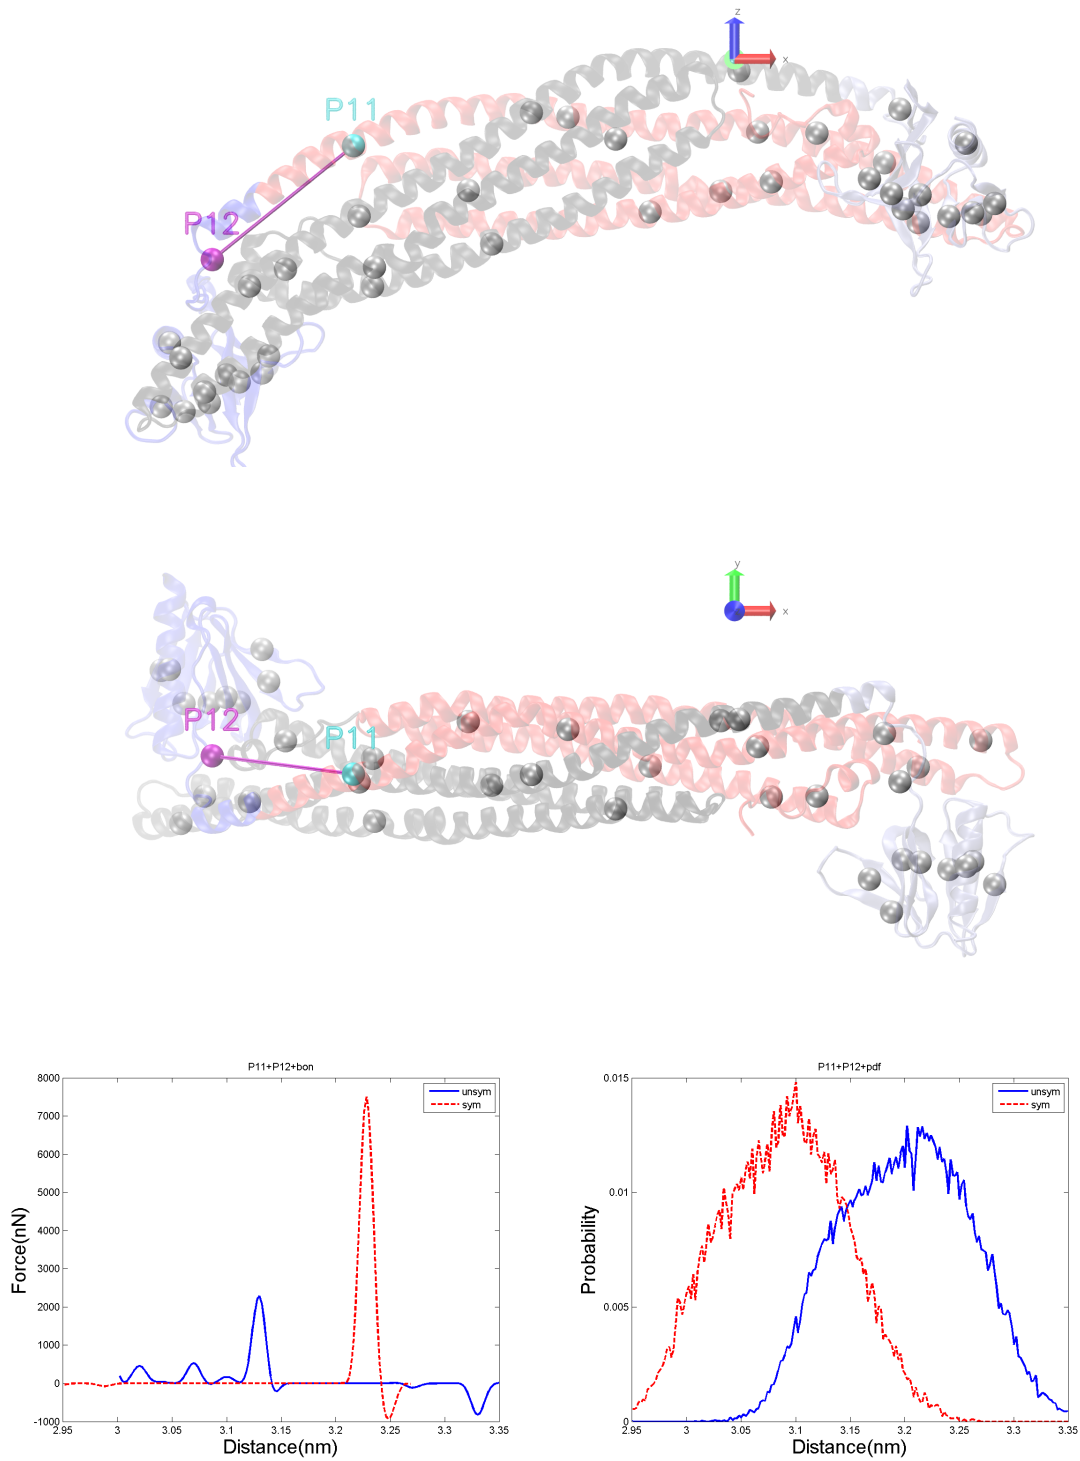 z
x
P11
P12
y
x
P12
P11
P11+P12+bon
unsym
sym
8000
7000
6000
5000
4000
3000
2000
1000
0
-1000
2.95 3 3.05 3.1 3.15 3.2 3.25 3.3 3.35
Force(nN)
Distance(nm)
P11+P12+pdf
unsym
sym
0.015
0.01
0.005
0
2.95 3 3.05 3.1 3.15 3.2 3.25 3.3 3.35
Probability
Distance(nm)